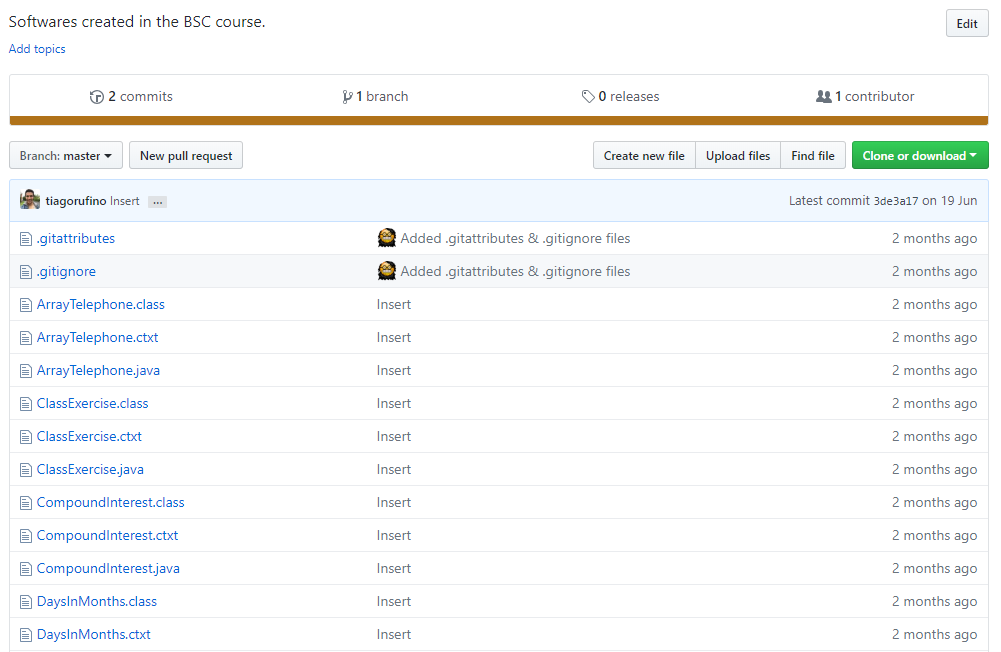 Softwares created in the BSC course.
Edit
Add topics
2 commits 1 branch 0 releases 1 contributor
Branch: master New pull request Create new file Upload files Find file Clone or download
tiagorufino Insert ... Latest commit 3de3a17 on 19 Jun
.gitattributes Added .gitattributes & .gitignore files 2 months ago
.gitignore Added .gitattributes & .gitignore files 2 months ago
ArrayTelephone.class Insert 2 months ago
ArrayTelephone.ctxt Insert 2 months ago
ArrayTelephone.java Insert 2 months ago
ClassExercise.class Insert 2 months ago
ClassExercise.ctxt Insert 2 months ago
ClassExercise.java Insert 2 months ago
CompoundInterest.class Insert 2 months ago
CompoundInterest.ctxt Insert 2 months ago
CompoundInterest.java Insert 2 months ago
DaysInMonths.class Insert 2 months ago
DaysInMonths.ctxt Insert 2 months ago